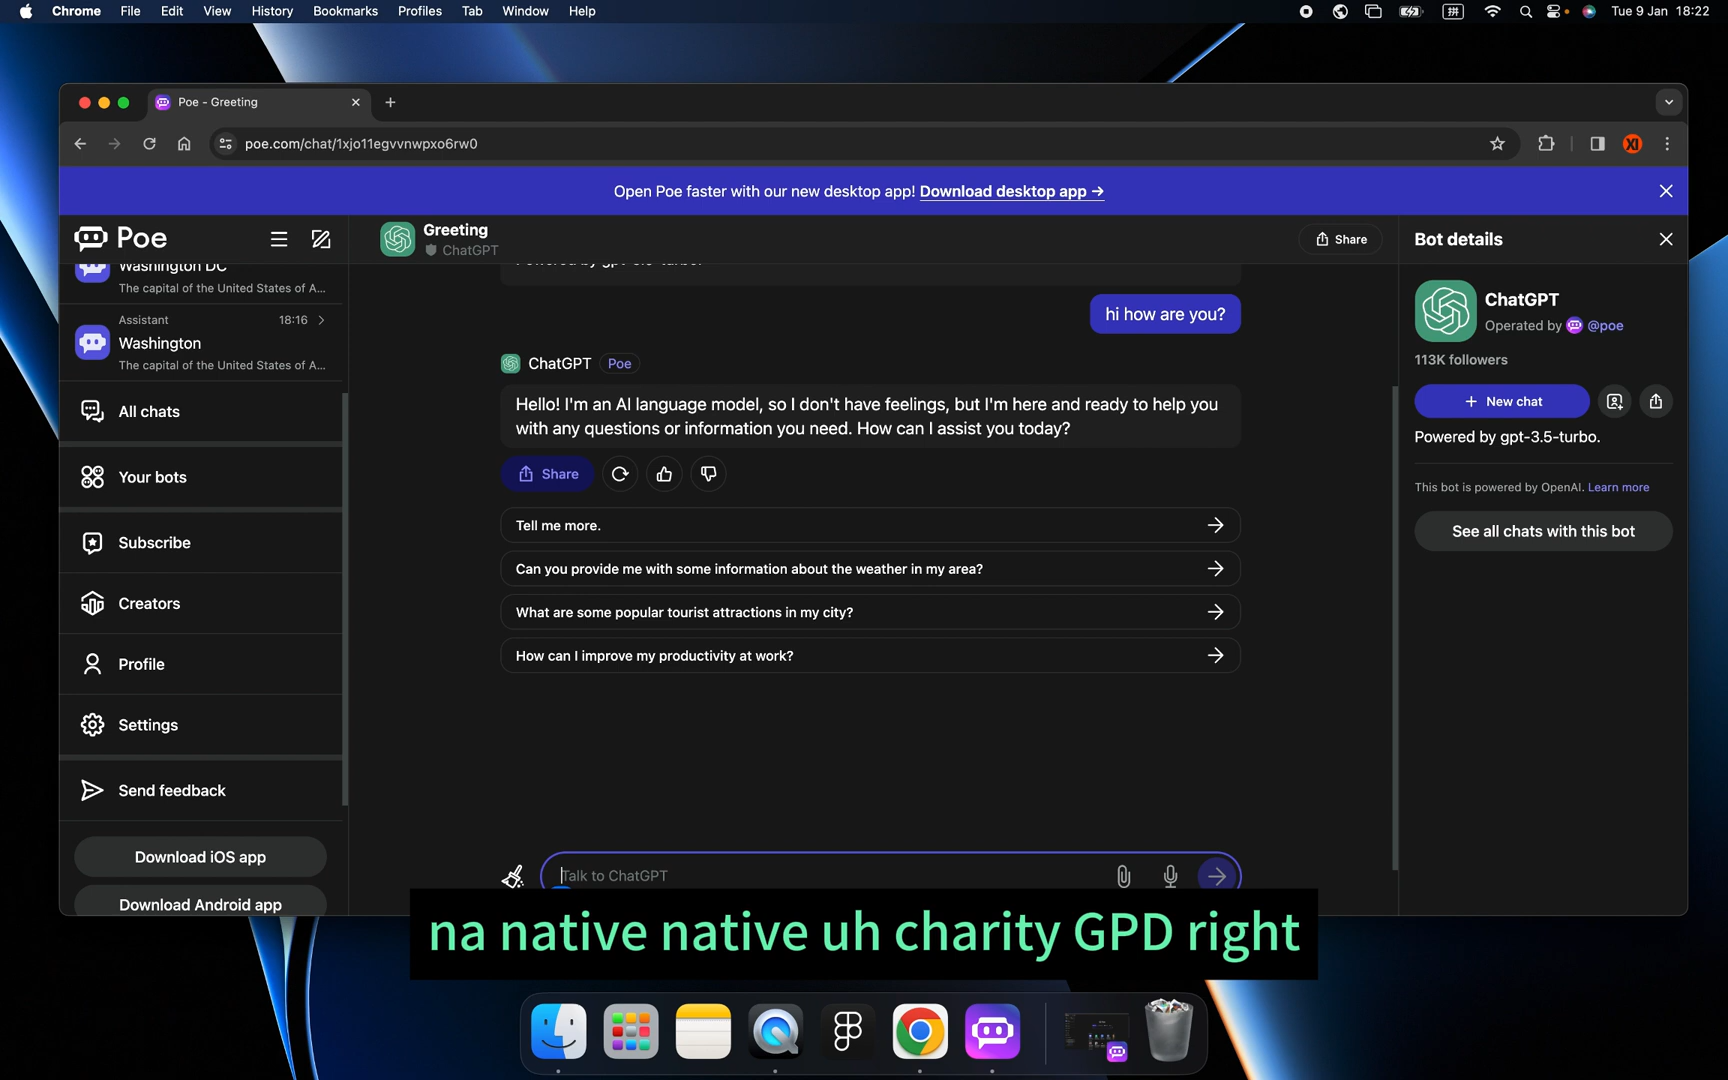 Chrome File Edit View History Bookmarks Profiles Tab Window Help
拼
Tue 9 Jan 18:22
Poe - Greeting
poe.com/chat/1xjo11egvvnwpxo6rw0
XI
Open Poe faster with our new desktop app! Download desktop app →
Poe
Washington DC
The capital of the United States of A...
Assistant 18:16
Washington
The capital of the United States of A...
All chats
Your bots
Subscribe
Creators
Profile
Settings
Send feedback
Download iOS app
Download Android app
Greeting
ChatGPT
Share
Powered by gpt-3.5-turbo.
hi how are you?
ChatGPT Poe
Hello! I'm an AI language model, so I don't have feelings, but I'm here and ready to help you
with any questions or information you need. How can I assist you today?
Share
Tell me more.
Can you provide me with some information about the weather in my area?
What are some popular tourist attractions in my city?
How can I improve my productivity at work?
Talk to ChatGPT
Bot details
ChatGPT
Operated by @poe
113K followers
+ New chat
Powered by gpt-3.5-turbo.
This bot is powered by OpenAI. Learn more
See all chats with this bot
na native native uh charity GPD right